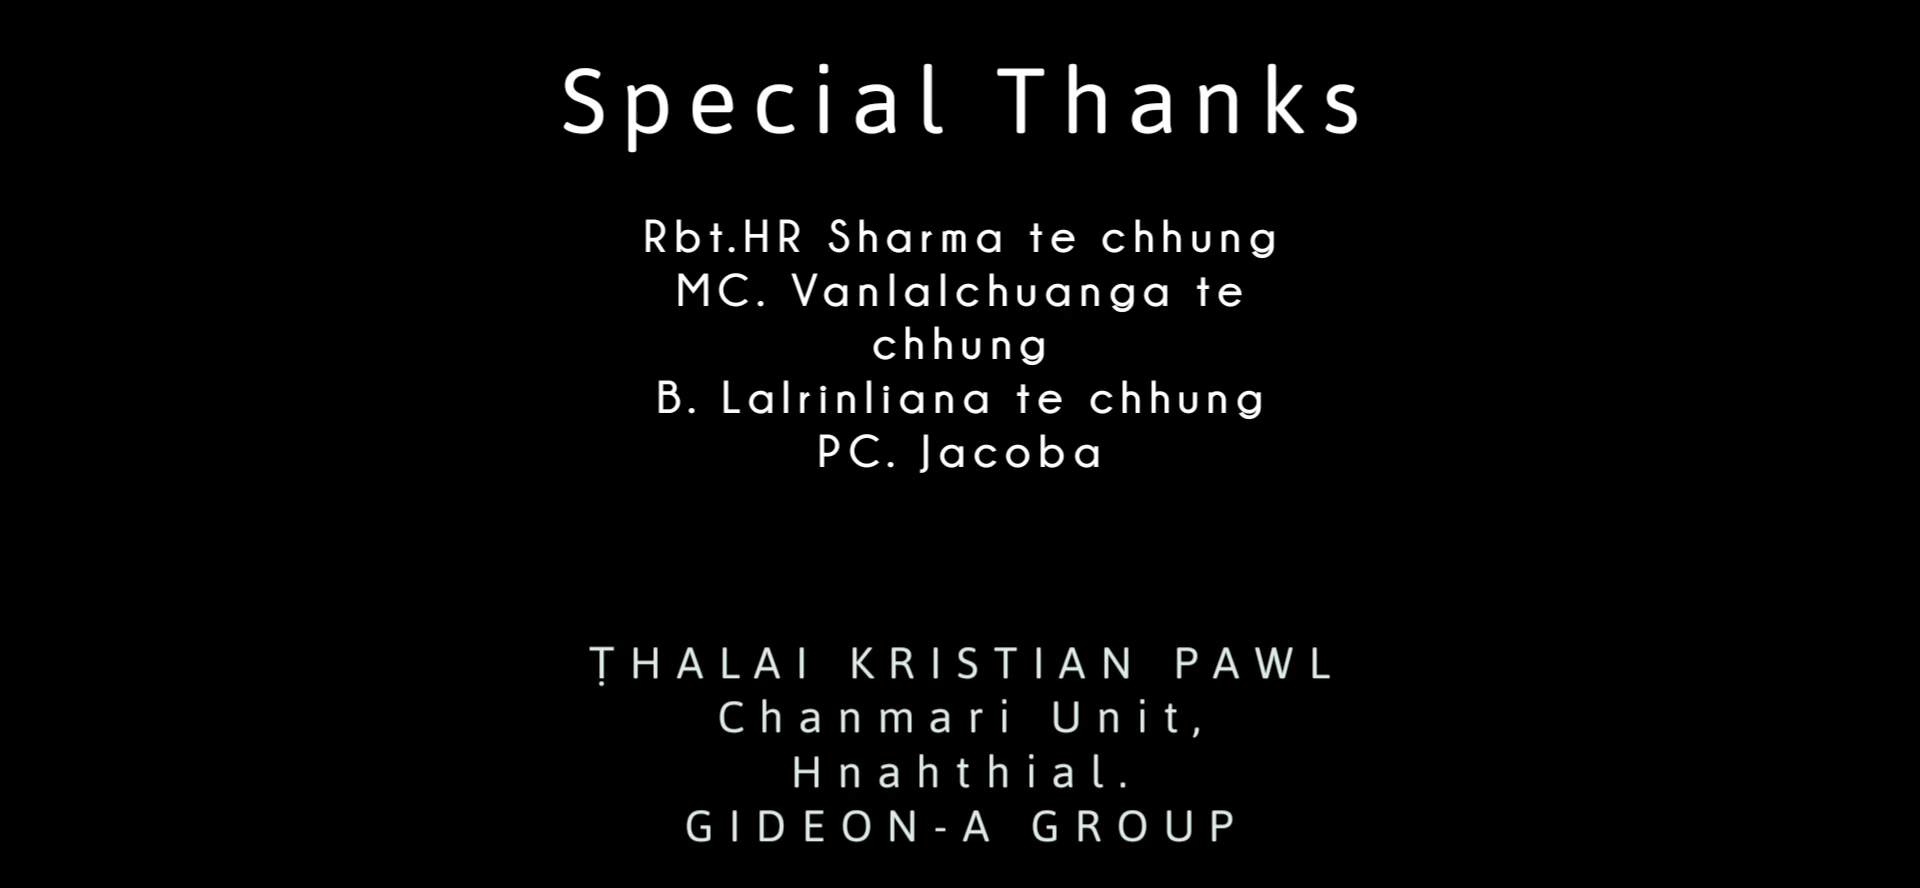 Special Thanks
Rbt.HR Sharma te chhung
MC. Vanlalchuanga te
chhung
B. Lalrinliana te chhung
PC. Jacoba
ṬHALAI KRISTIAN PAWL
Chanmari Unit,
Hnahthial.
GIDEON-A GROUP